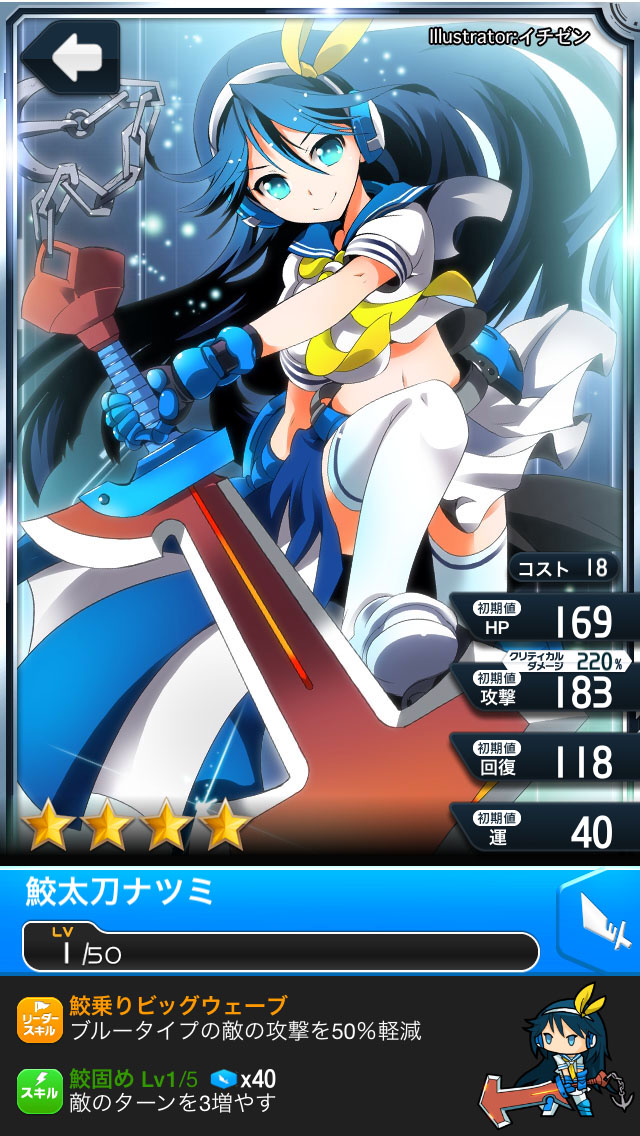 Illustrator:イチゼン
コスト 18
初期値
HP 169
クリティカル
ダメージ 220%
初期値
攻撃 183
初期値
回復 118
初期値
運 40
鮫太刀ナツミ
LV
1/50
リーダー
スキル
鮫乗りビッグウェーブ
ブルータイプの敵の攻撃を50%軽減
スキル
鮫固め Lv1/5 x40
敵のターンを3増やす